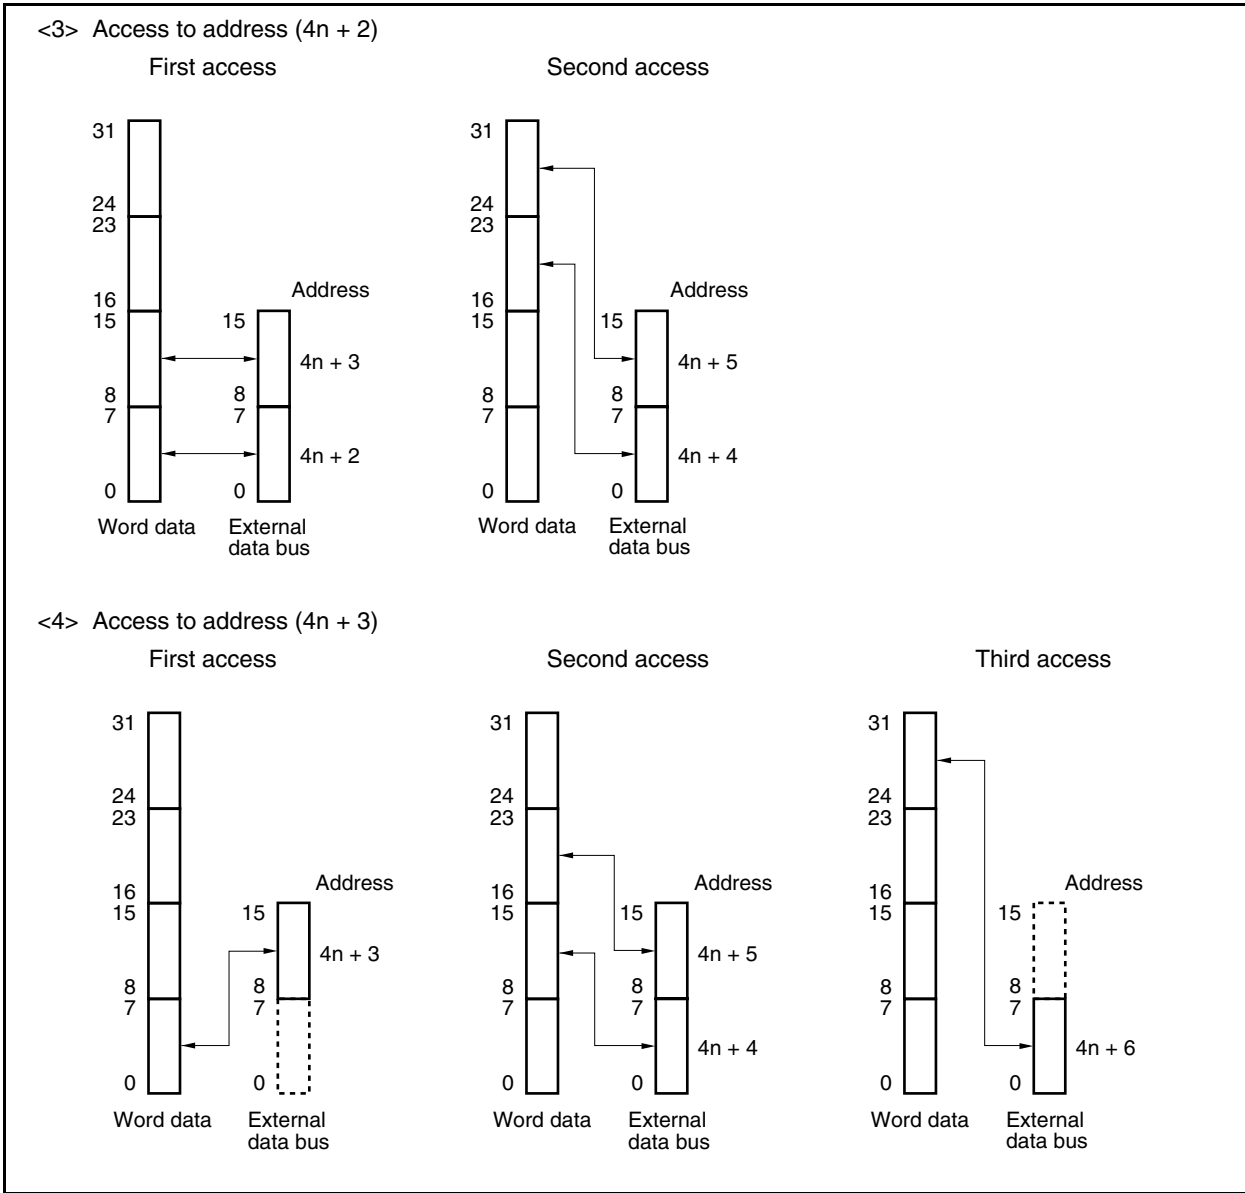 <3> Access to address (4n + 2)
First access
31
24
23
16
15
8
7
0
Word data
Address
15
4n + 3
8
7
4n + 2
0
External
data bus
Second access
31
24
23
16
15
8
7
0
Word data
Address
15
4n + 5
8
7
4n + 4
0
External
data bus
<4> Access to address (4n + 3)
First access
31
24
23
16
15
8
7
0
Word data
Address
15
4n + 3
8
7
0
External
data bus
Second access
31
24
23
16
15
8
7
0
Word data
Address
15
4n + 5
8
7
4n + 4
0
External
data bus
Third access
31
24
23
16
15
8
7
0
Word data
Address
15
8
7
4n + 6
0
External
data bus